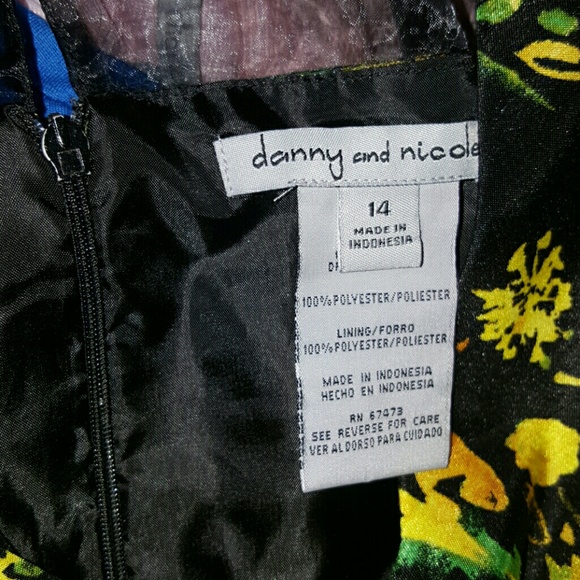 danny and nicole
14
MADE IN
INDONESIA
100% POLYESTER/POLIESTER
LINING/FORRO
100% POLYESTER/POLIESTER
MADE IN INDONESIA
HECHO EN INDONESIA
RN 67473
SEE REVERSE FOR CARE
VER AL DORSO PARA CUIDADO